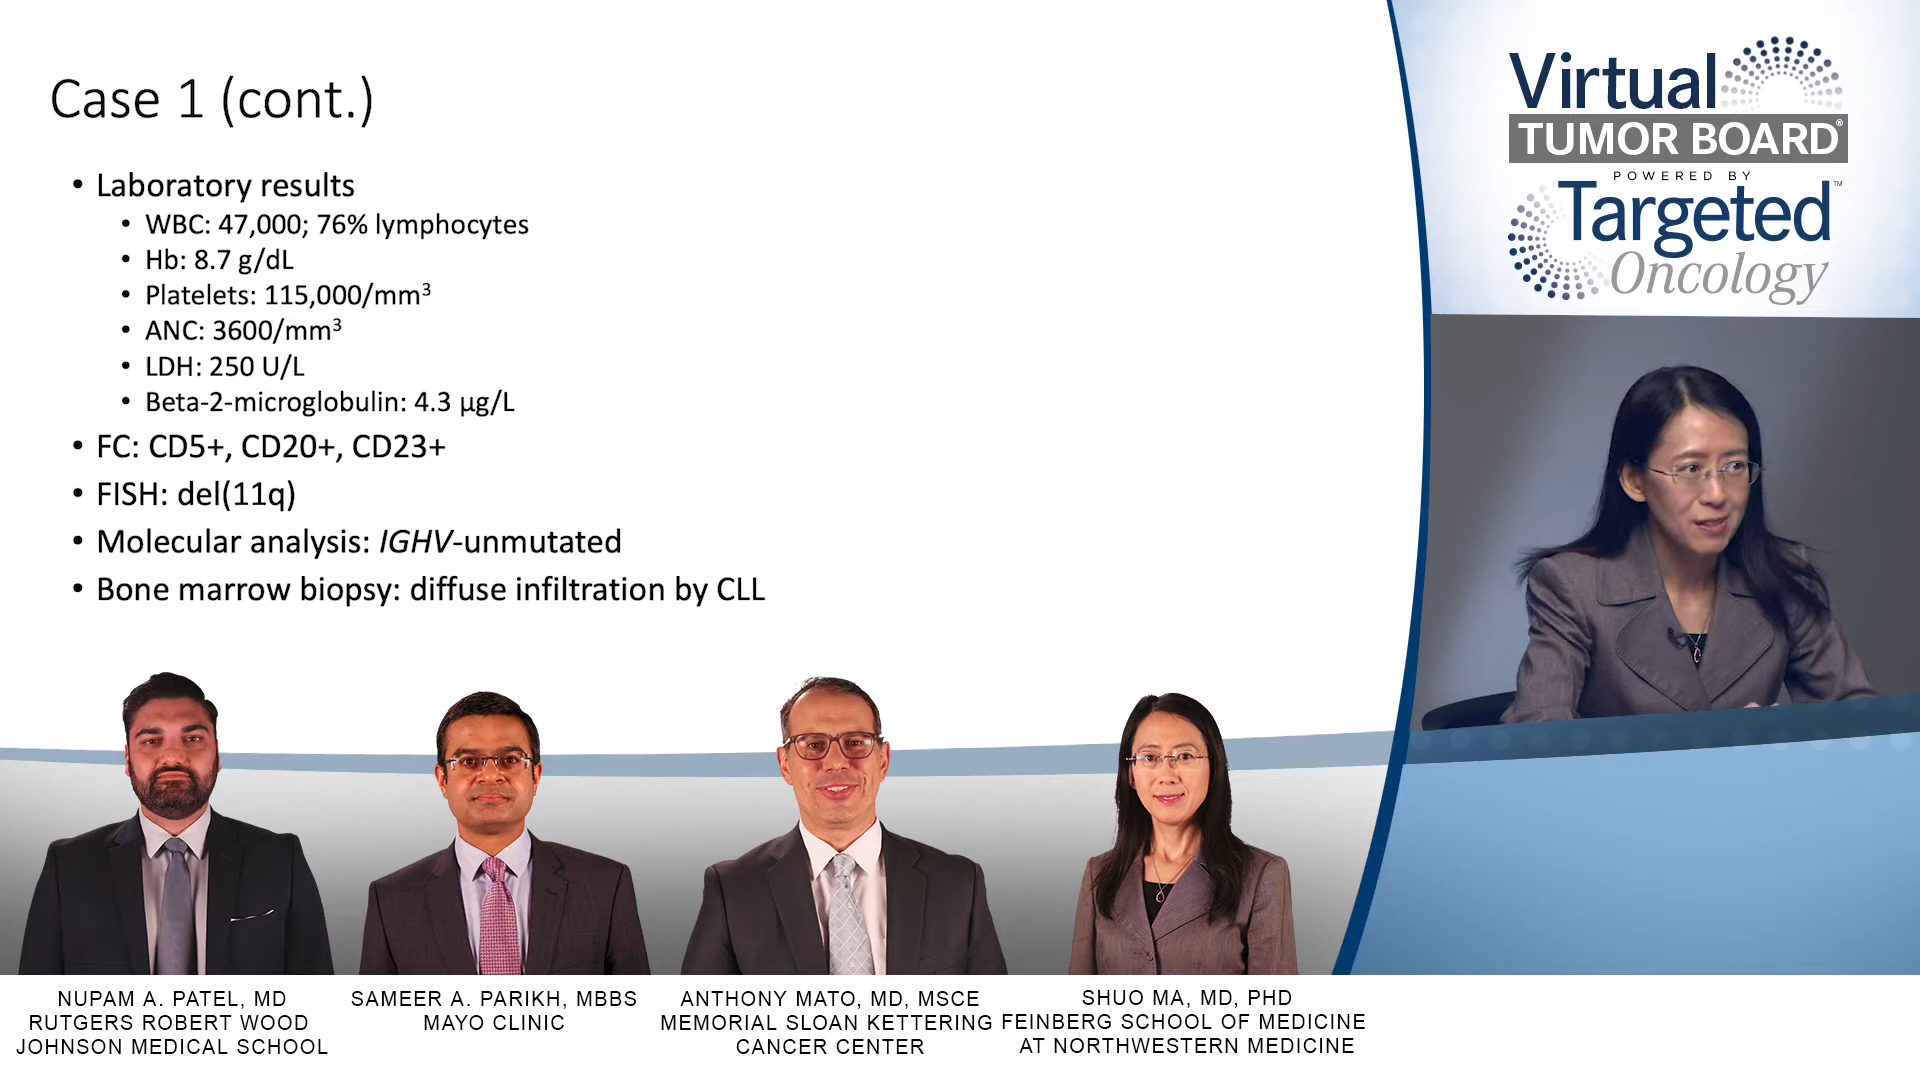 Case 1 (cont.)
• Laboratory results
• WBC: 47,000; 76% lymphocytes
• Hb: 8.7 g/dL
• Platelets: 115,000/mm³
• ANC: 3600/mm³
• LDH: 250 U/L
• Beta-2-microglobulin: 4.3 µg/L
• FC: CD5+, CD20+, CD23+
• FISH: del(11q)
• Molecular analysis: IGHV-unmutated
• Bone marrow biopsy: diffuse infiltration by CLL
Virtual
TUMOR BOARD®
POWERED BY
Targeted™
Oncology
NUPAM A. PATEL, MD
RUTGERS ROBERT WOOD
JOHNSON MEDICAL SCHOOL
SAMEER A. PARIKH, MBBS
MAYO CLINIC
ANTHONY MATO, MD, MSCE
MEMORIAL SLOAN KETTERING
CANCER CENTER
SHUO MA, MD, PHD
FEINBERG SCHOOL OF MEDICINE
AT NORTHWESTERN MEDICINE